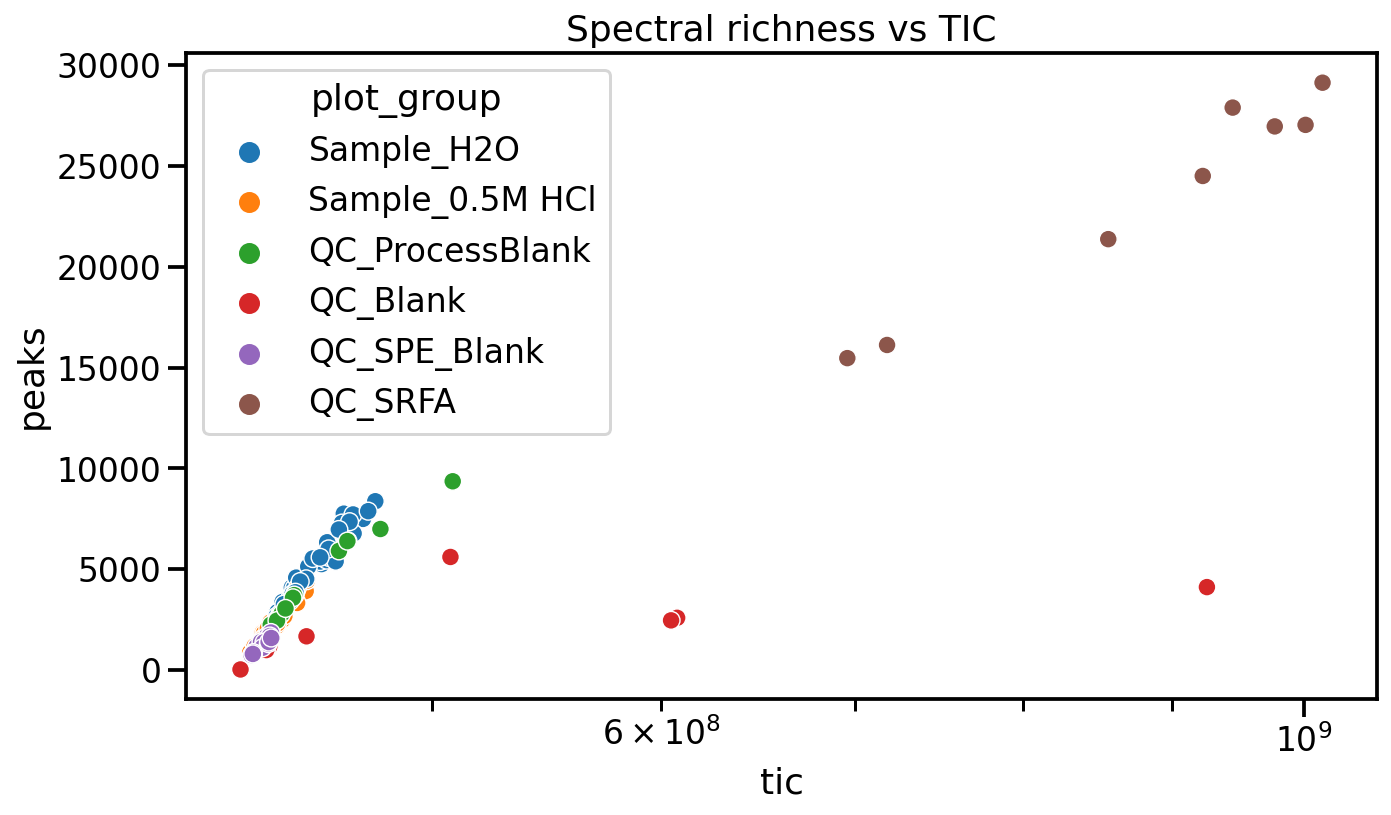 Spectral richness vs TIC
30000
25000
20000
15000
10000
5000
0
peaks
plot_group
Sample_H2O
Sample_0.5M HCl
QC_ProcessBlank
QC_Blank
QC_SPE_Blank
QC_SRFA
6 × 10⁸
10⁹
tic